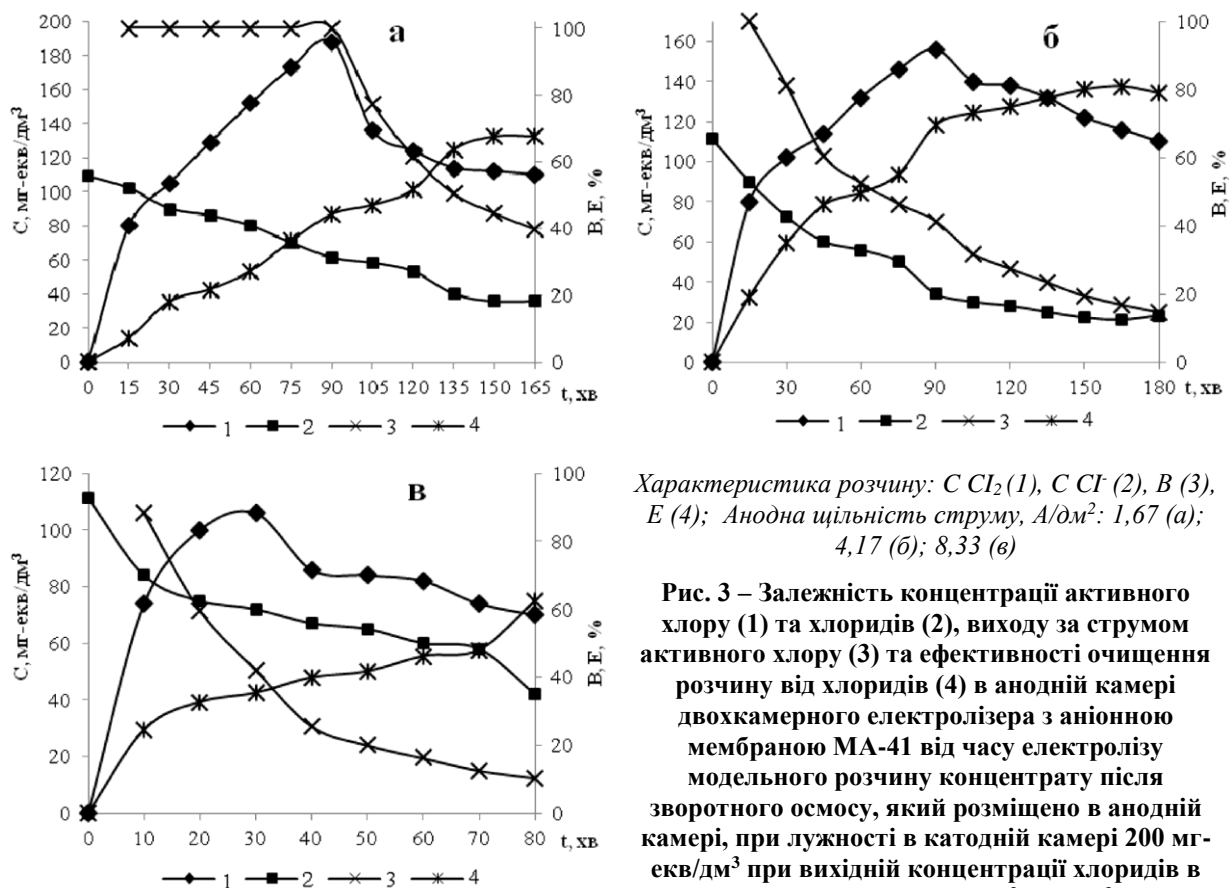 а
C, мг-екв/дм³
200
180
160
140
120
100
80
60
40
20
0
B, E, %
100
80
60
40
20
0
0 15 30 45 60 75 90 105 120 135 150 165
t, хв
1 2 3 4
б
C, мг-екв/дм³
160
140
120
100
80
60
40
20
0
B, E, %
100
80
60
40
20
0
0 30 60 90 120 150 180
t, хв
1 2 3 4
в
C, мг-екв/дм³
120
100
80
60
40
20
0
B, E, %
100
80
60
40
20
0
0 10 20 30 40 50 60 70 80
t, хв
1 2 3 4
Характеристика розчину: C Cl₂ (1), C Cl⁻ (2), B (3),
E (4); Анодна щільність струму, А/дм²: 1,67 (а);
4,17 (б); 8,33 (в)
Рис. 3 – Залежність концентрації активного
хлору (1) та хлоридів (2), виходу за струмом
активного хлору (3) та ефективності очищення
розчину від хлоридів (4) в анодній камері
двохкамерного електролізера з аніонною
мембраною МА-41 від часу електролізу
модельного розчину концентрату після
зворотного осмосу, який розміщено в анодній
камері, при лужності в катодній камері 200 мг-
екв/дм³ при вихідній концентрації хлоридів в